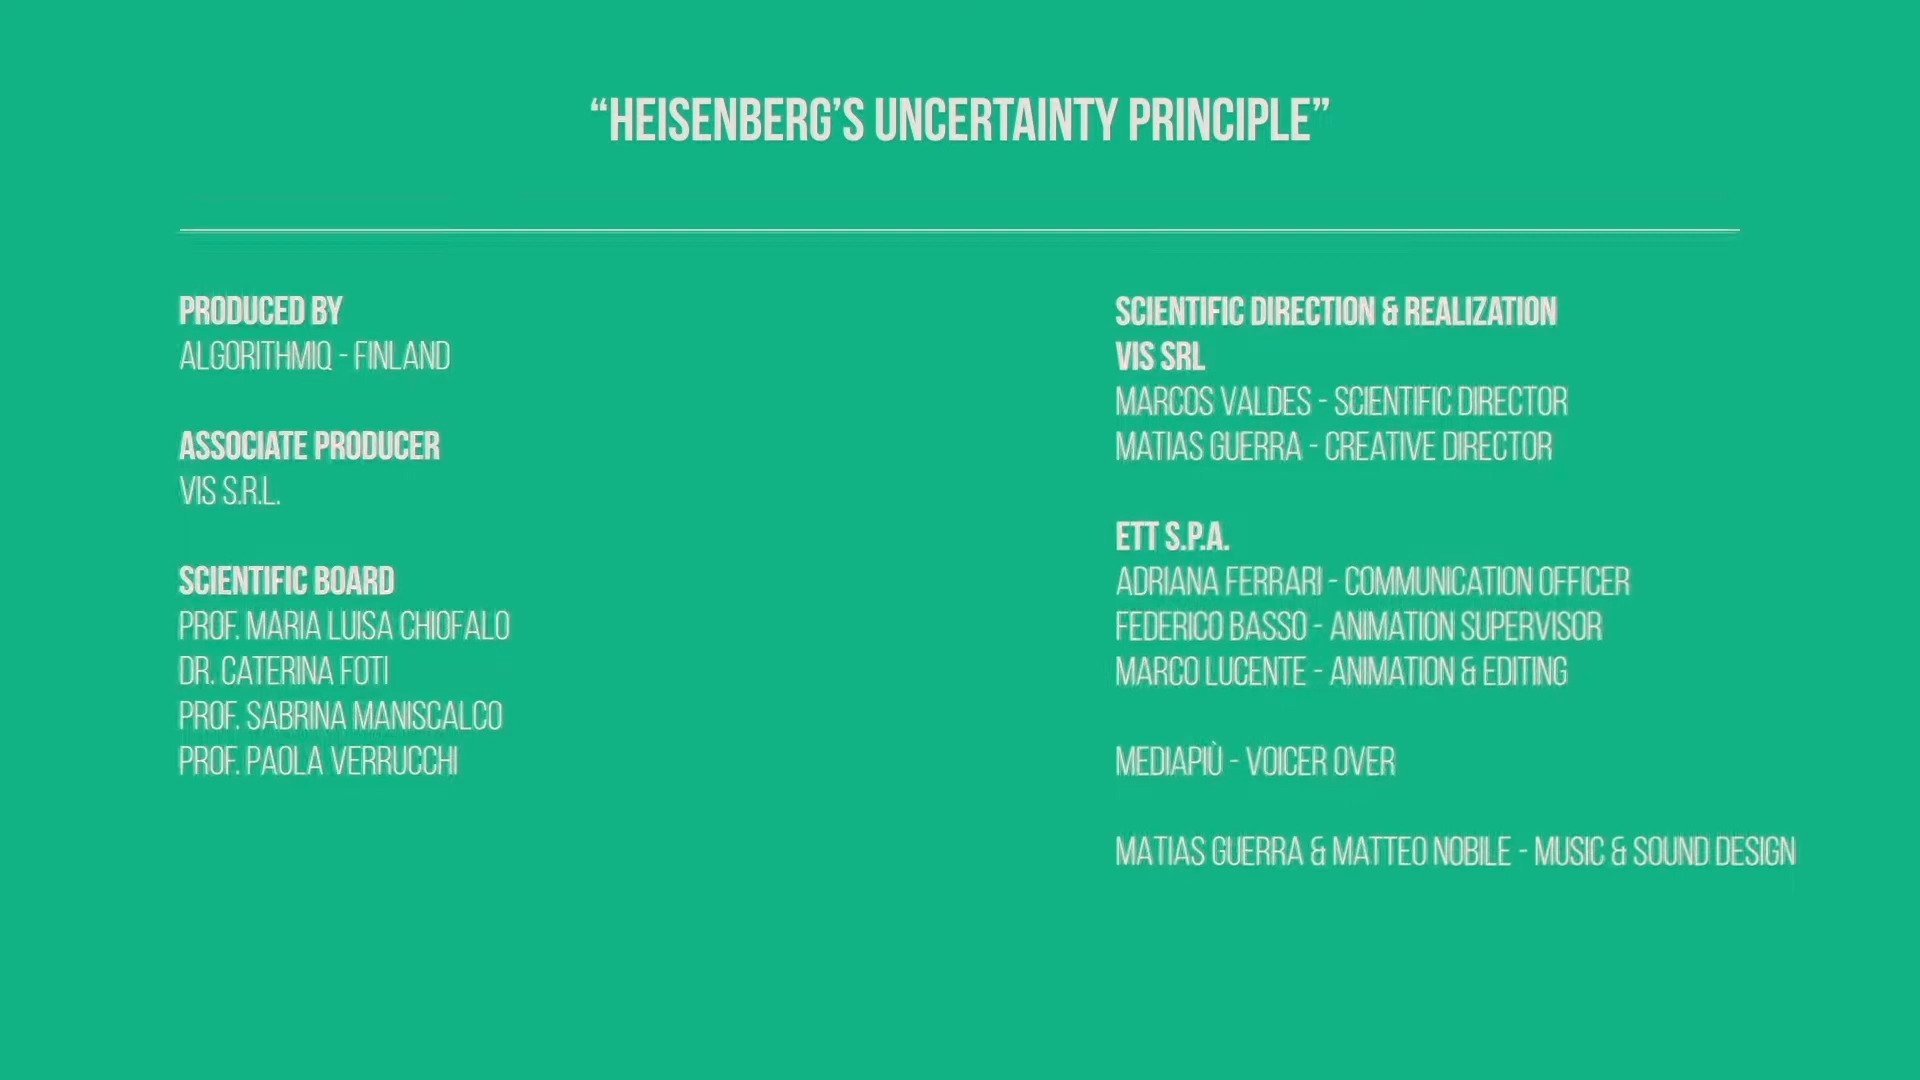 “HEISENBERG’S UNCERTAINTY PRINCIPLE”
PRODUCED BY
ALGORITHMIQ - FINLAND
ASSOCIATE PRODUCER
VIS S.R.L.
SCIENTIFIC BOARD
PROF. MARIA LUISA CHIOFALO
DR. CATERINA FOTI
PROF. SABRINA MANISCALCO
PROF. PAOLA VERRUCCHI
SCIENTIFIC DIRECTION & REALIZATION
VIS SRL
MARCOS VALDES - SCIENTIFIC DIRECTOR
MATIAS GUERRA - CREATIVE DIRECTOR
ETT S.P.A.
ADRIANA FERRARI - COMMUNICATION OFFICER
FEDERICO BASSO - ANIMATION SUPERVISOR
MARCO LUCENTE - ANIMATION & EDITING
MEDIAPIÙ - VOICER OVER
MATIAS GUERRA & MATTEO NOBILE - MUSIC & SOUND DESIGN